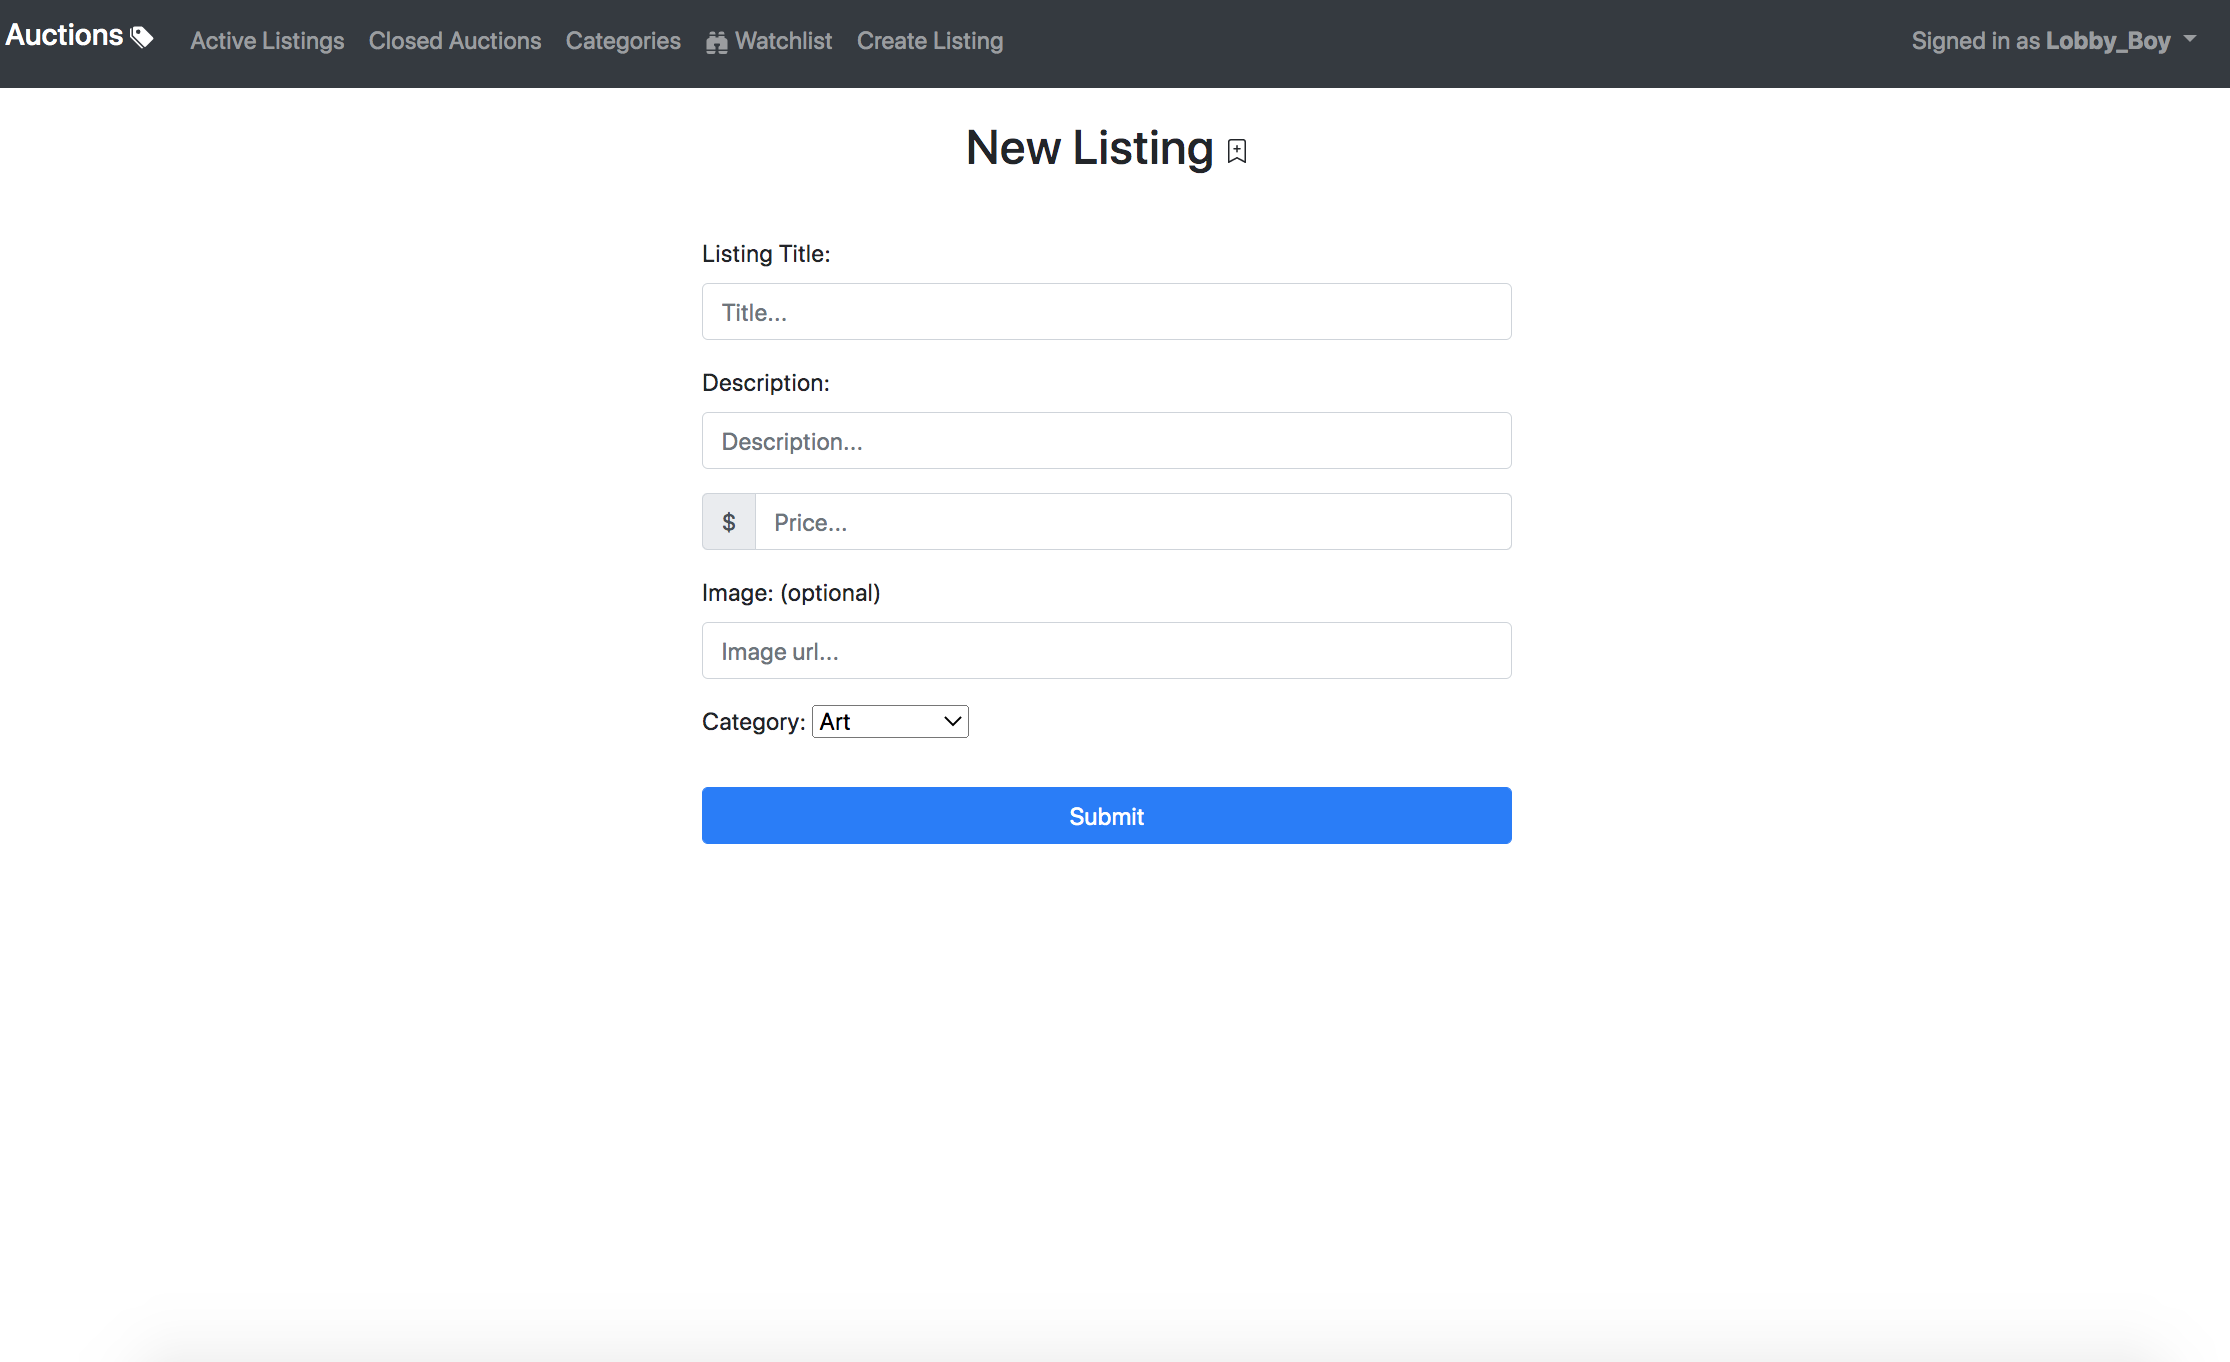 Auctions Active Listings Closed Auctions Categories Watchlist Create Listing Signed in as Lobby_Boy
New Listing
Listing Title:
Title...
Description:
Description...
$ Price...
Image: (optional)
Image url...
Category: Art
Submit